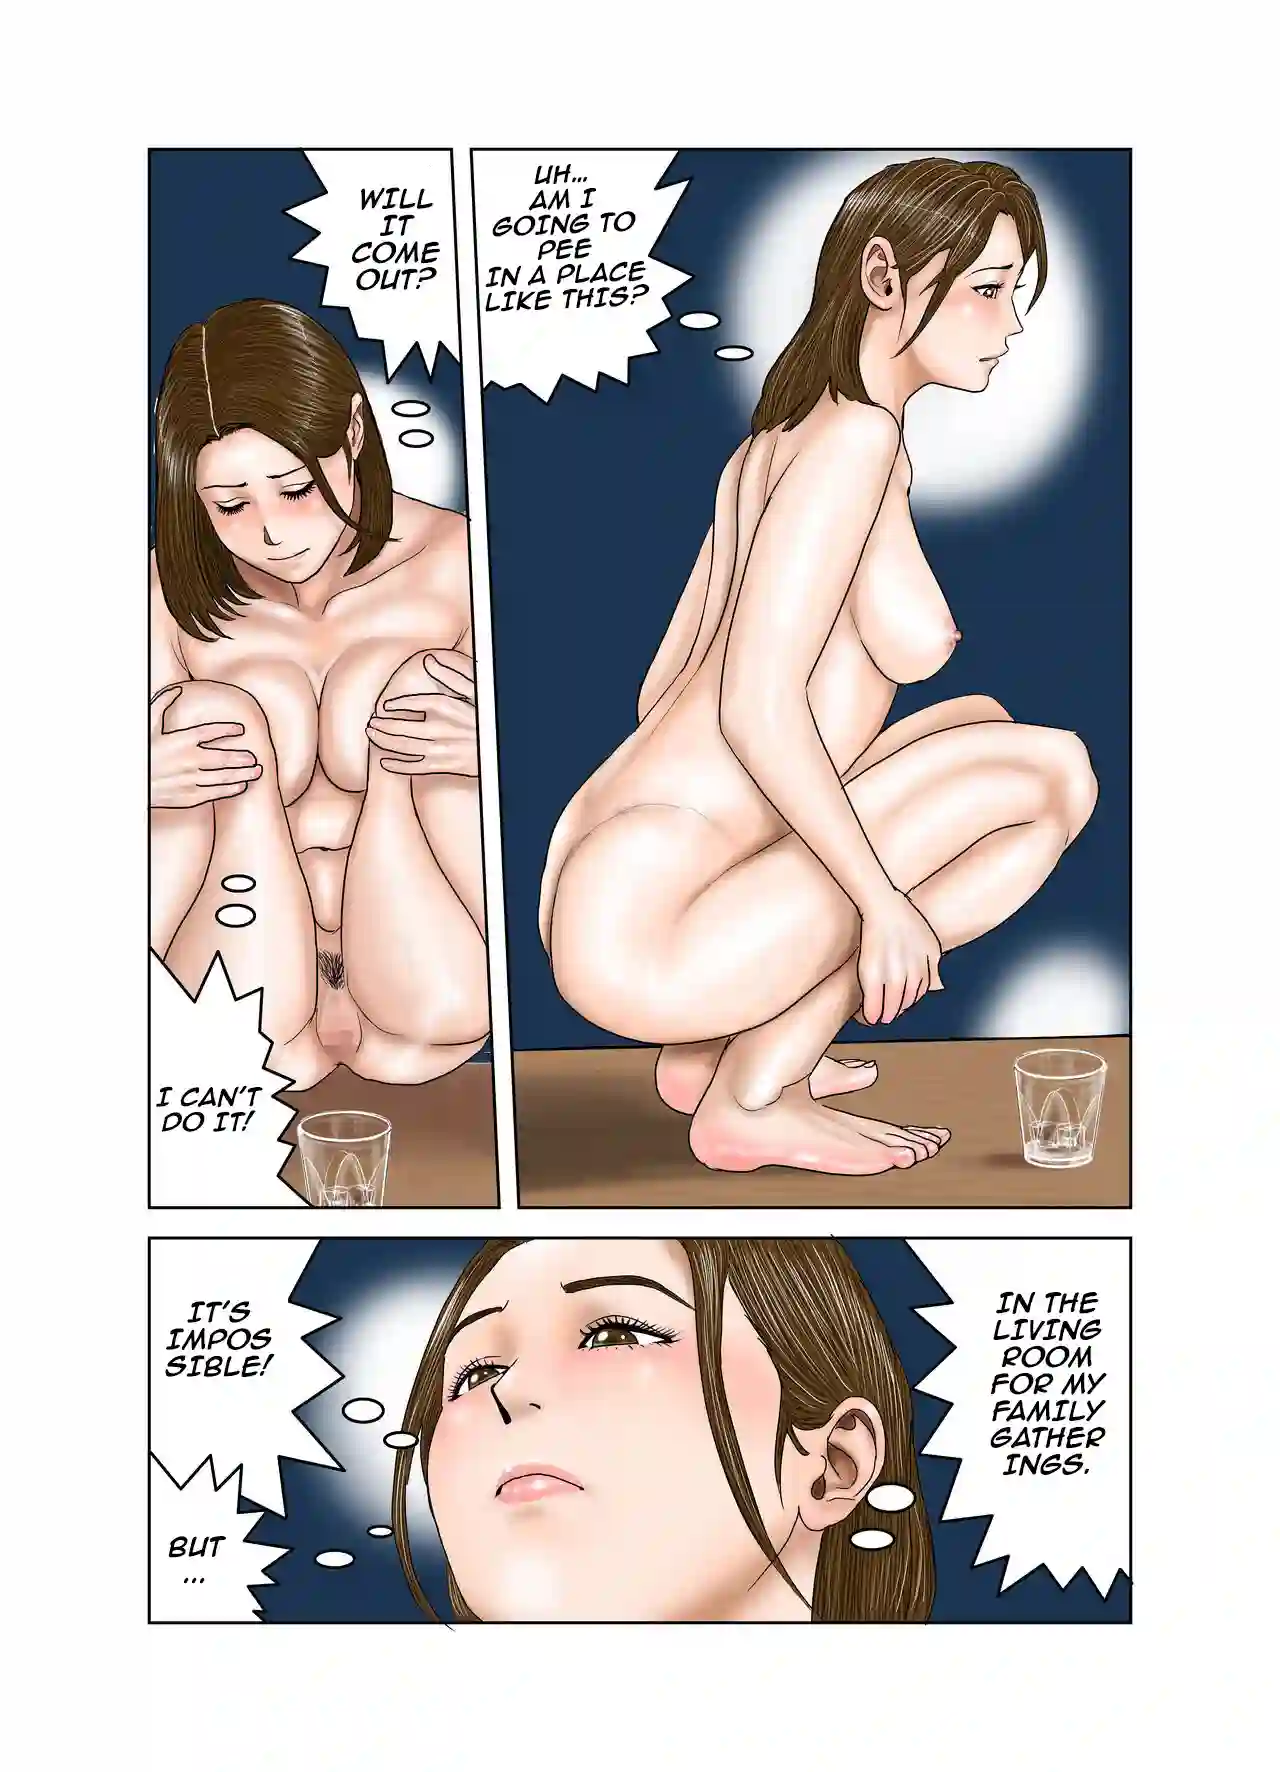 UH...
AM I
GOING TO
PEE
IN A PLACE
LIKE THIS?
WILL
IT
COME
OUT?
I CAN'T
DO IT!
IN THE
LIVING
ROOM
FOR MY
FAMILY
GATHER
INGS.
IT'S
IMPOS
SIBLE!
BUT
...